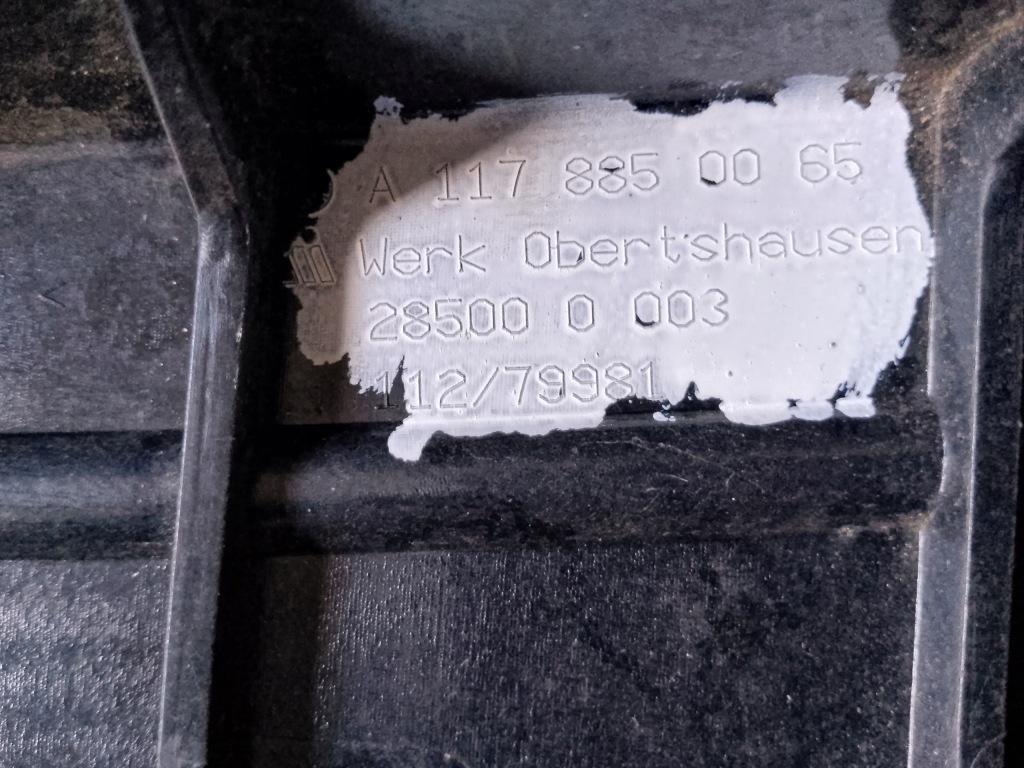 A 117 885 00 65
Werk Obertshausen
28500 0 003
112/79981